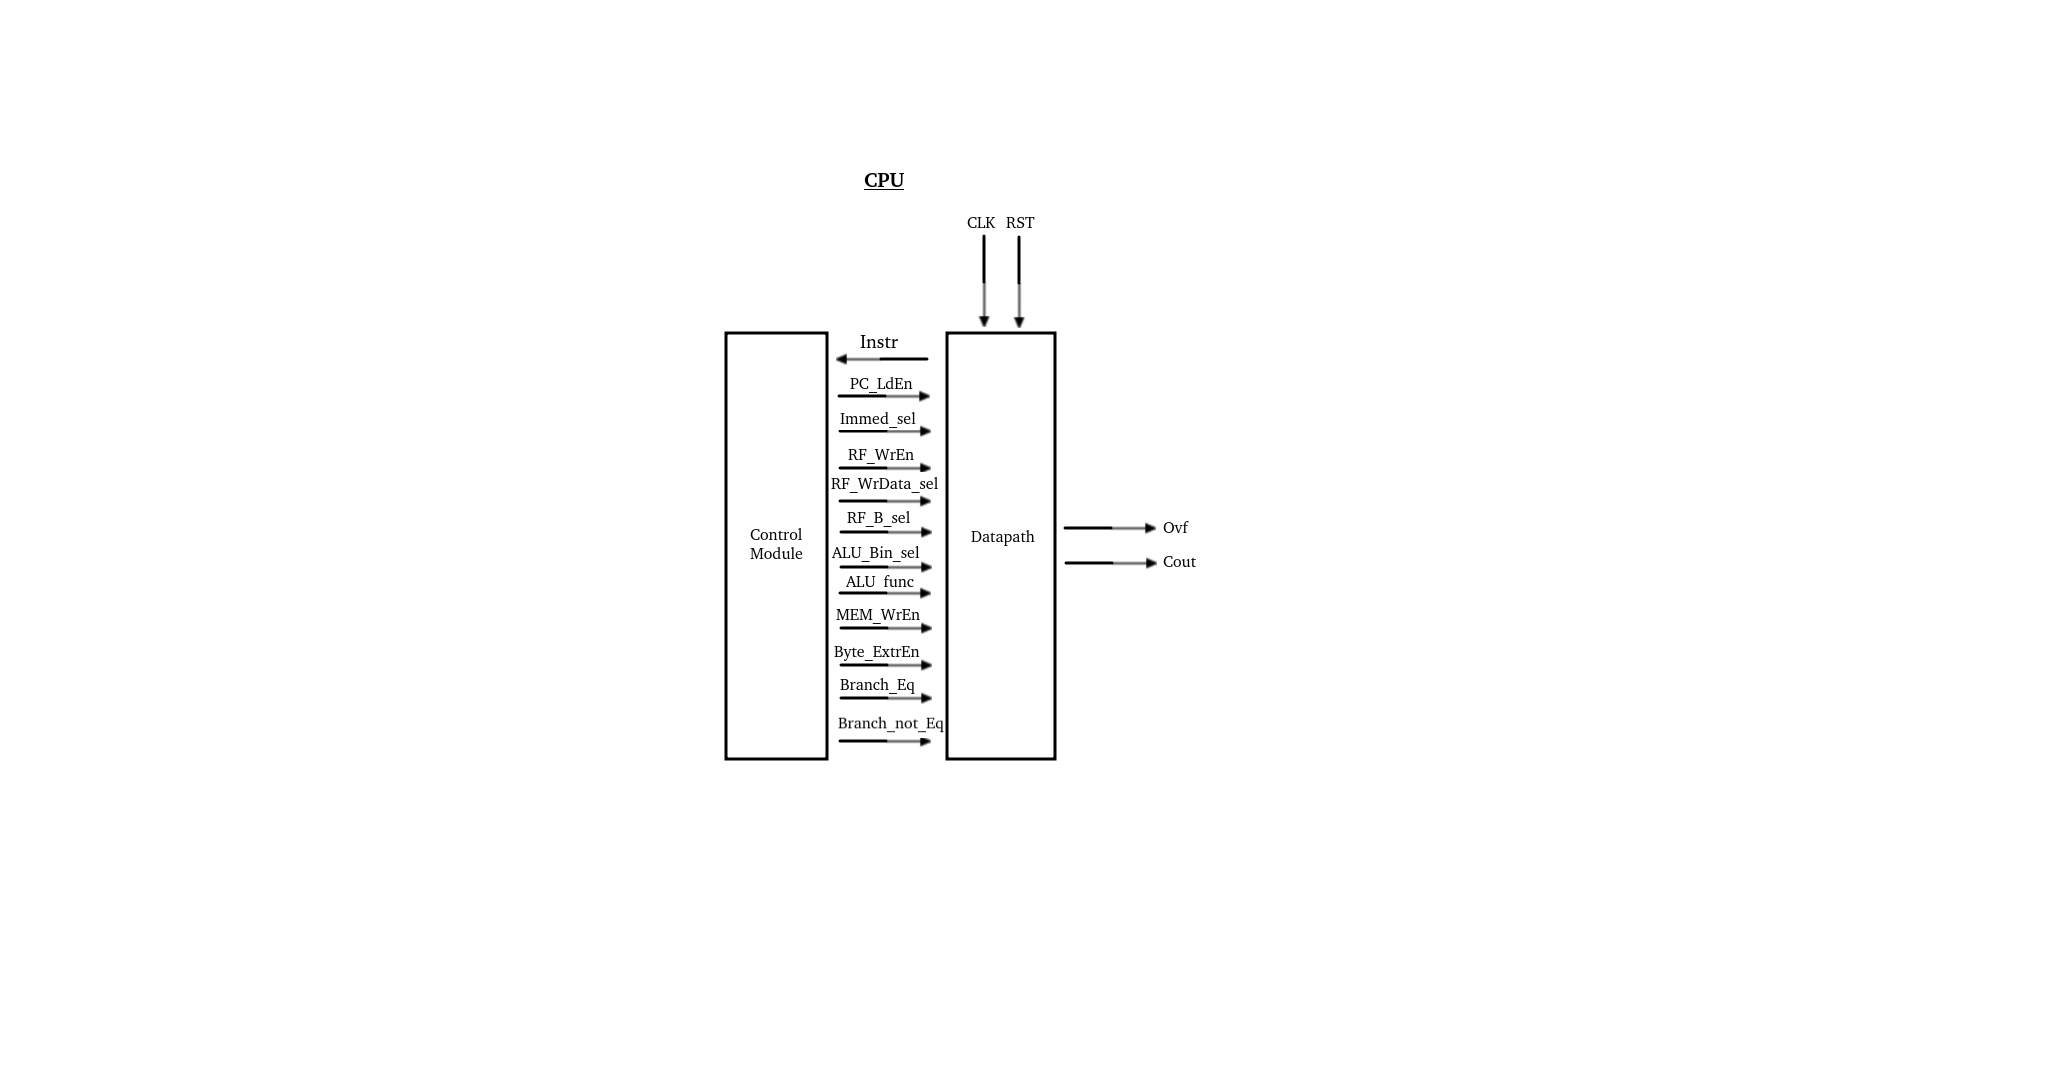 CPU
CLK RST
Instr
PC_LdEn
Immed_sel
RF_WrEn
RF_WrData_sel
RF_B_sel
ALU_Bin_sel
ALU_func
MEM_WrEn
Byte_ExtrEn
Branch_Eq
Branch_not_Eq
Control
Module
Datapath
Ovf
Cout